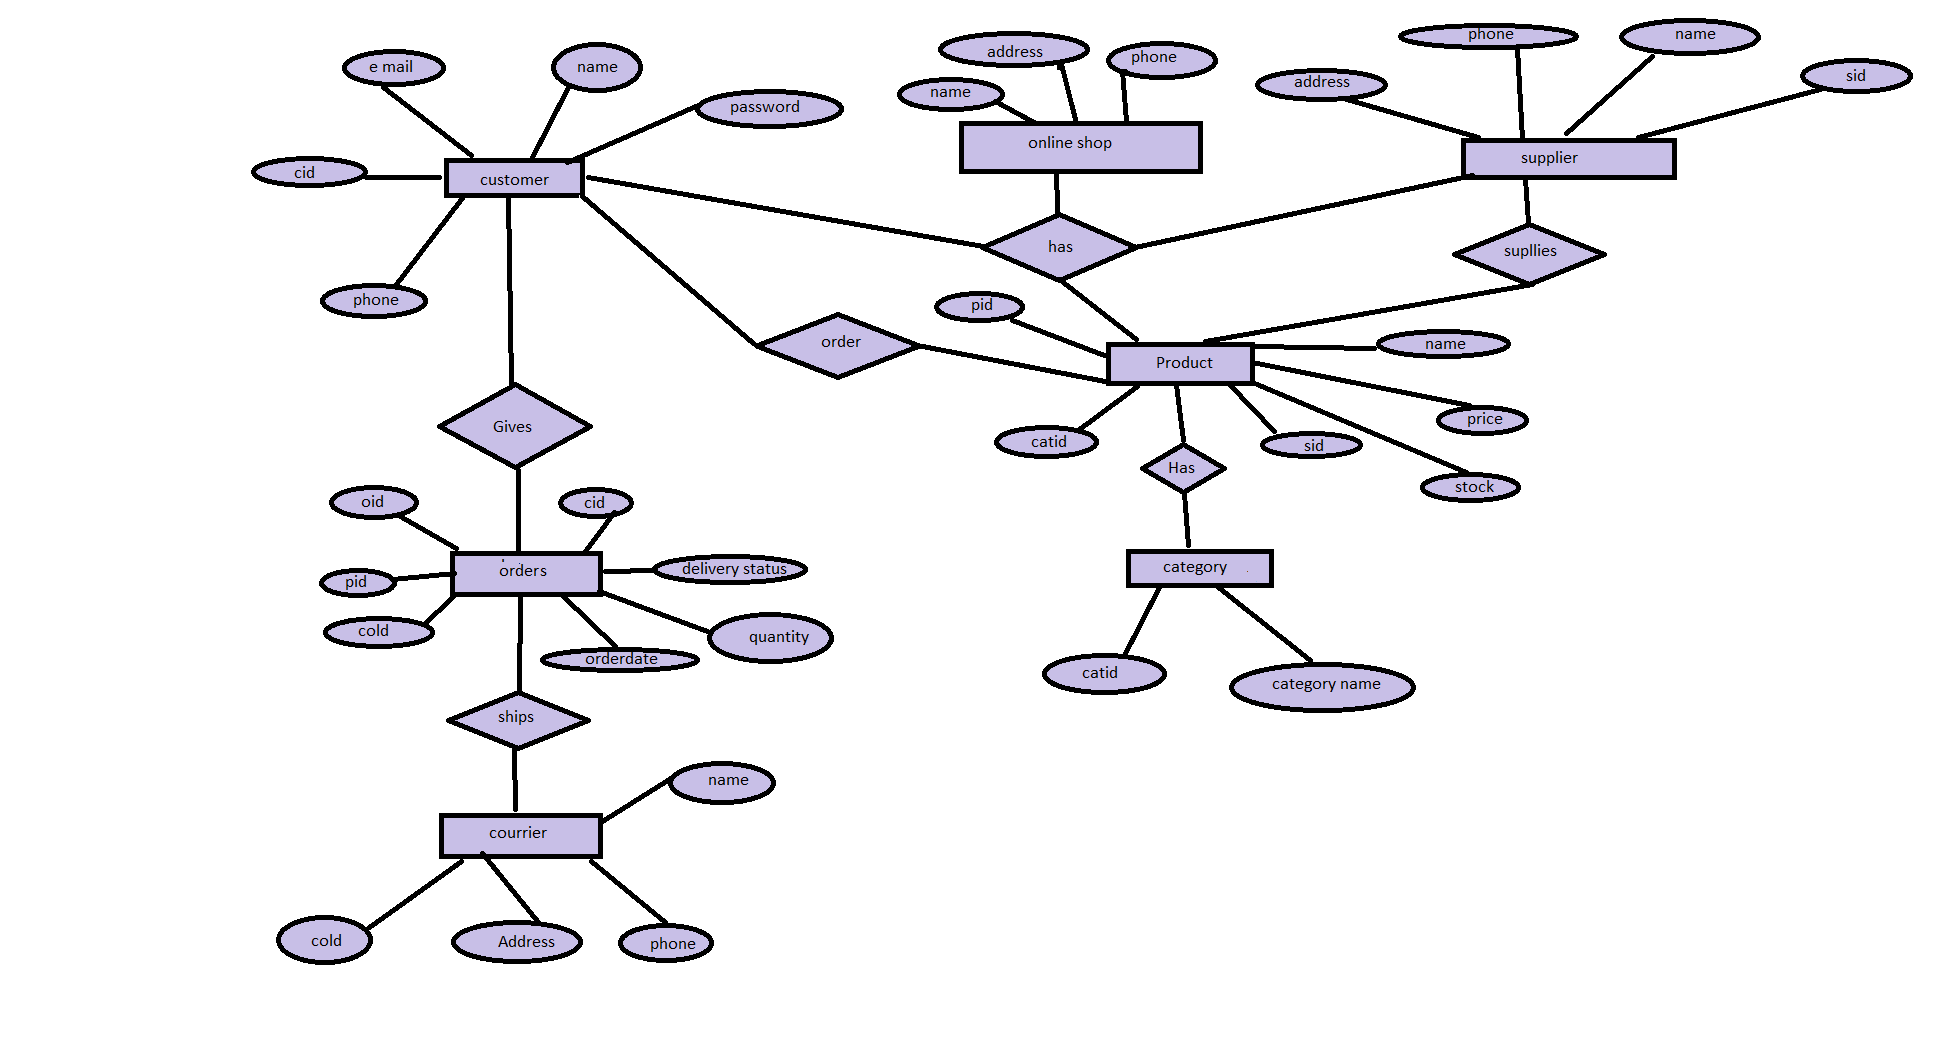 e mail
name
password
cid
customer
phone
address
phone
name
online shop
phone
name
address
sid
supplier
has
supllies
order
pid
Product
name
price
catid
sid
stock
Has
category
catid
category name
Gives
oid
cid
orders
delivery status
pid
cold
quantity
orderdate
ships
name
courrier
cold
Address
phone